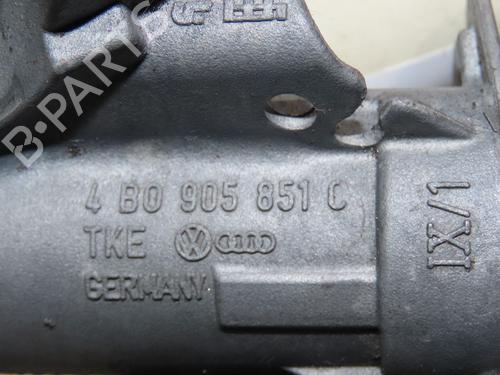 B-PARTS
4 B0 905 851 C
TKE
GERMANY
IX/1